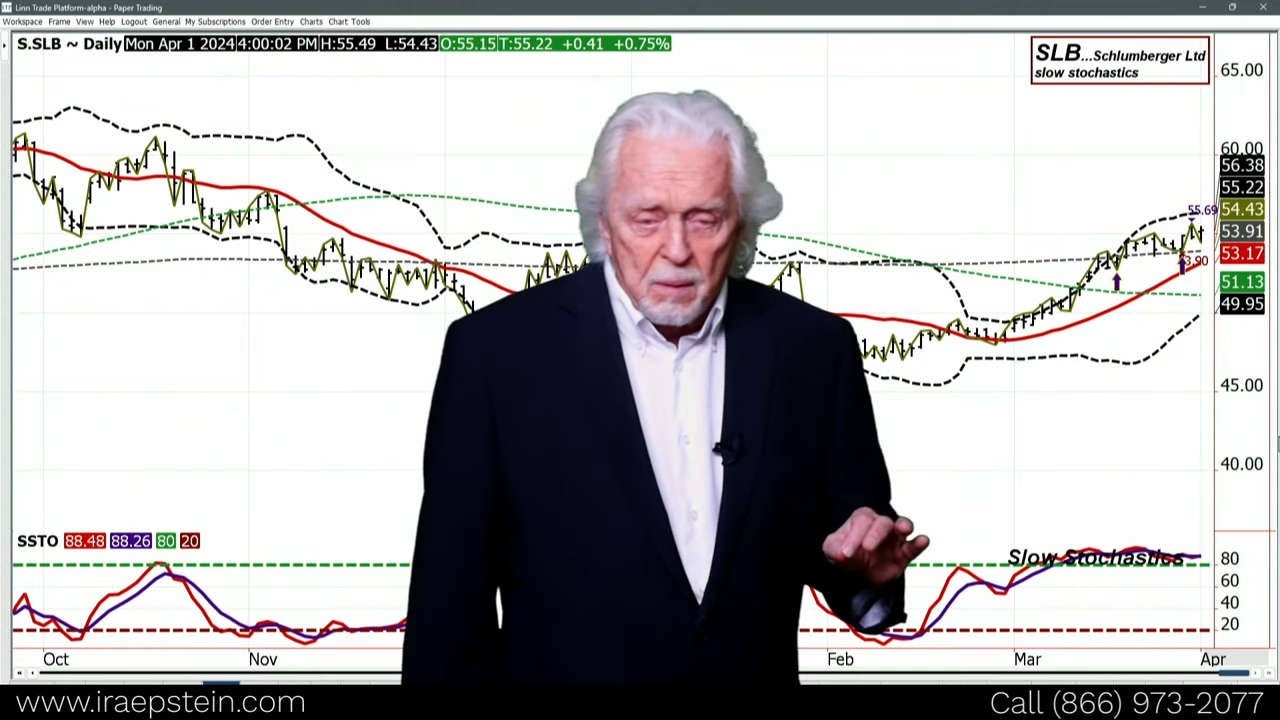 Linn Trade Platform-alpha - Paper Trading
Workspace Frame View Help Logout General My Subscriptions Order Entry Charts Chart Tools
S.SLB ~ Daily Mon Apr 1 2024 4:00:02 PM H:55.49 L:54.43 O:55.15 T:55.22 +0.41 +0.75%
SLB...Schlumberger Ltd
slow stochastics
65.00
60.00
56.38
55.22
55.69
54.43
53.91
53.17
51.13
49.95
45.00
40.00
SSTO 88.48 88.26 80 20
Slow Stochastics
80
60
40
20
Oct Nov Feb Mar Apr
www.iraepstein.com Call (866) 973-2077